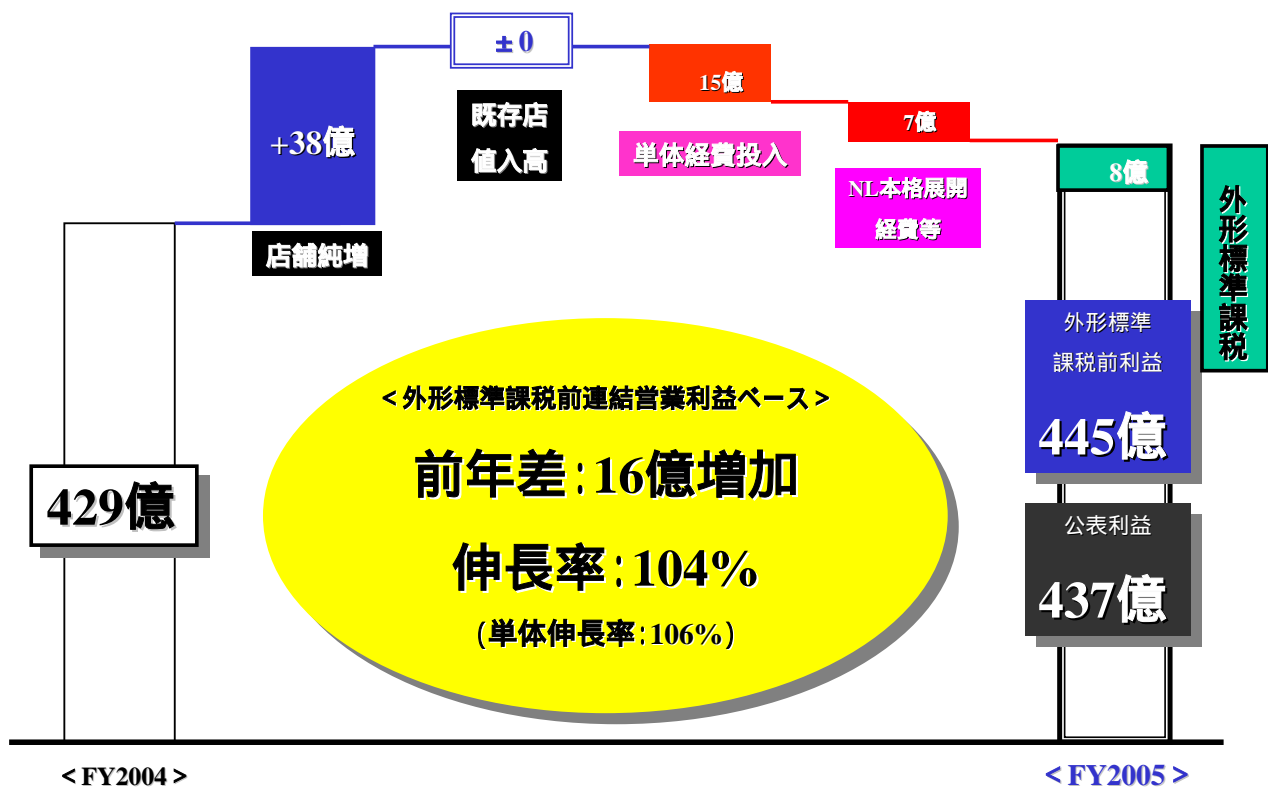 ±0
+38億
店舗純増
既存店
値入高
15億
単体経費投入
7億
NL本格展開
経費等
8億
外形標準課税
外形標準
課税前利益
445億
公表利益
437億
429億
<外形標準課税前連結営業利益ベース>
前年差:16億増加
伸長率:104%
(単体伸長率:106%)
<FY2004>
<FY2005>